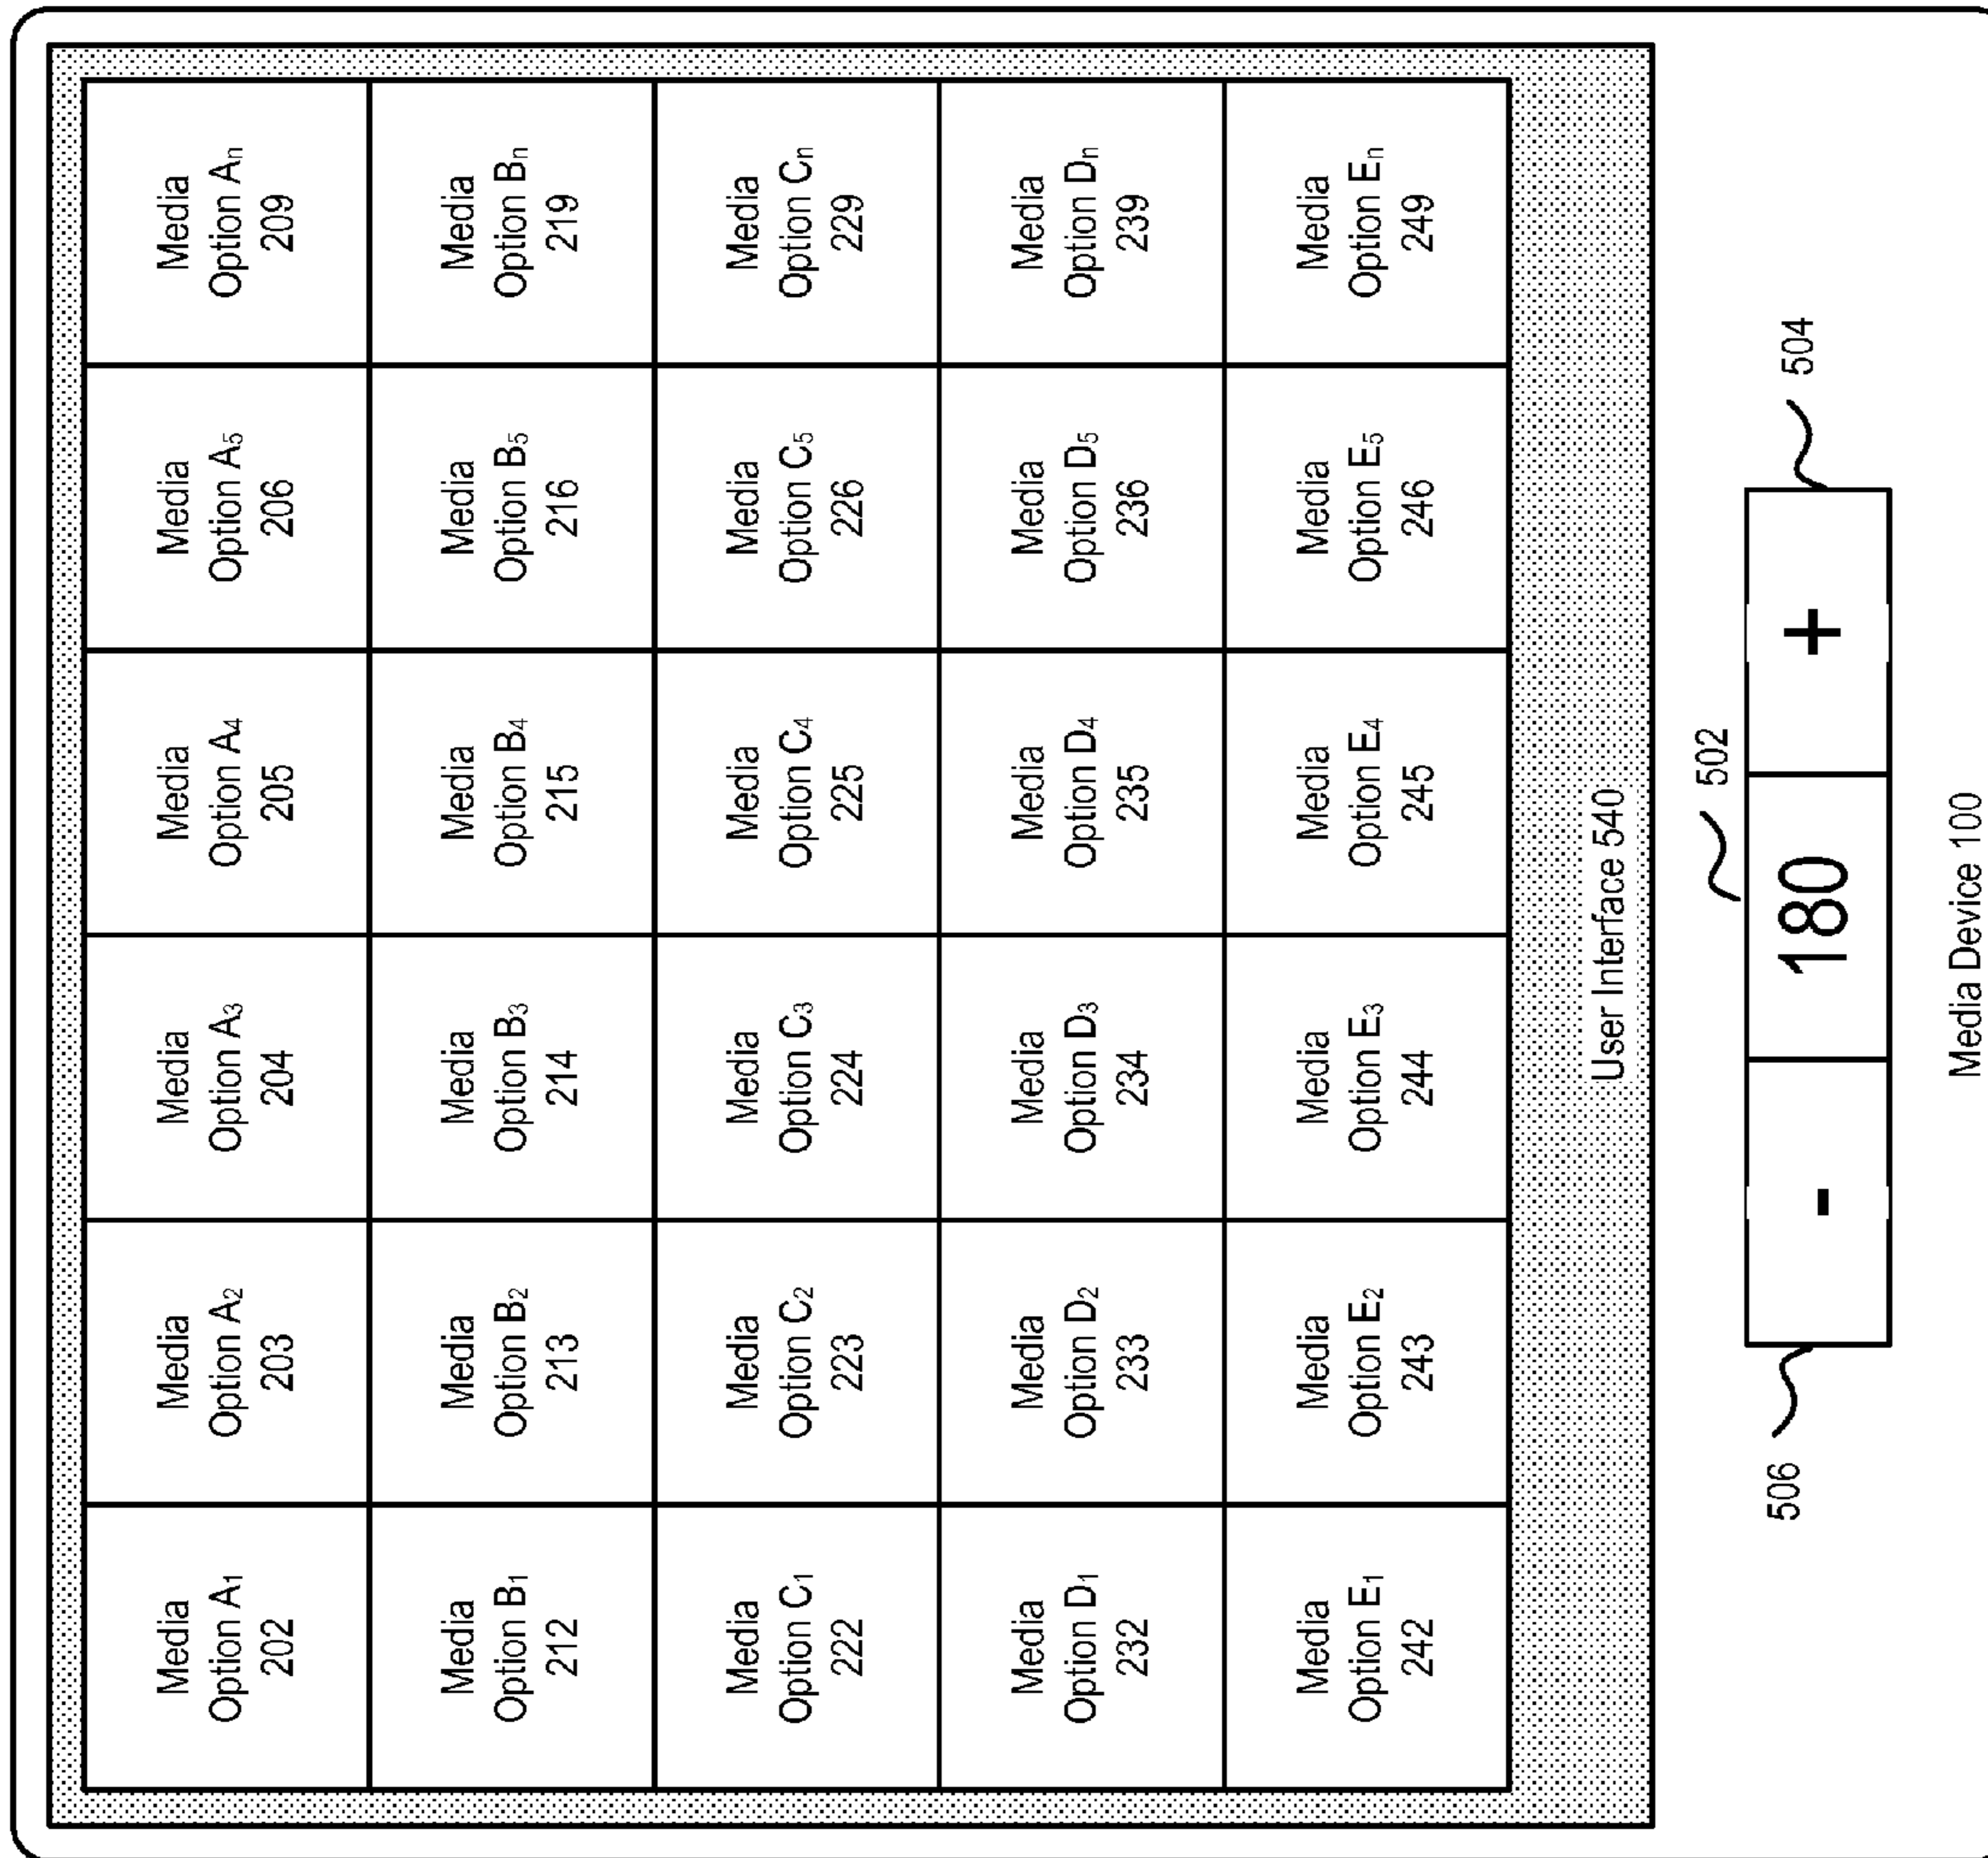 Media
Option A₁
202
Media
Option A₂
203
Media
Option A₃
204
Media
Option A₄
205
Media
Option A₅
206
Media
Option Aₙ
209
Media
Option B₁
212
Media
Option B₂
213
Media
Option B₃
214
Media
Option B₄
215
Media
Option B₅
216
Media
Option Bₙ
219
Media
Option C₁
222
Media
Option C₂
223
Media
Option C₃
224
Media
Option C₄
225
Media
Option C₅
226
Media
Option Cₙ
229
Media
Option D₁
232
Media
Option D₂
233
Media
Option D₃
234
Media
Option D₄
235
Media
Option D₅
236
Media
Option Dₙ
239
Media
Option E₁
242
Media
Option E₂
243
Media
Option E₃
244
Media
Option E₄
245
Media
Option E₅
246
Media
Option Eₙ
249
User Interface 540
502
506
-
180
+
504
Media Device 100